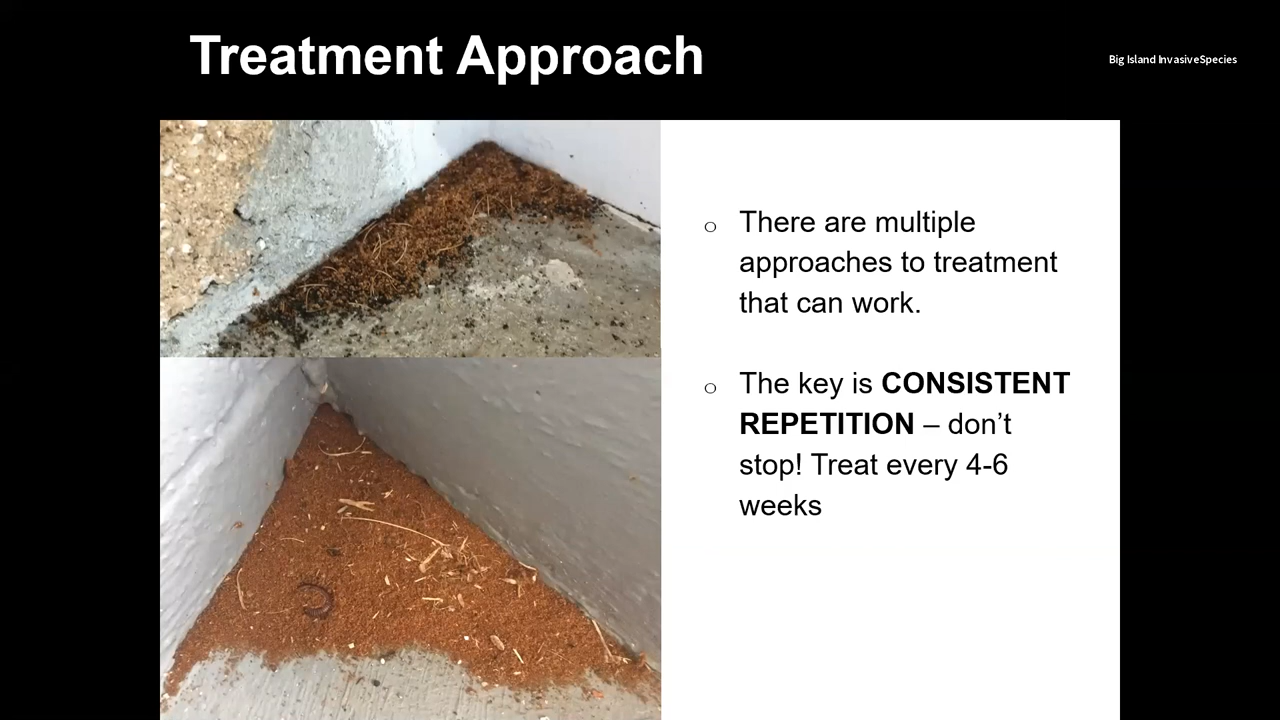 Treatment Approach
Big Island InvasiveSpecies
○ There are multiple
approaches to treatment
that can work.
○ The key is CONSISTENT
REPETITION – don’t
stop! Treat every 4-6
weeks